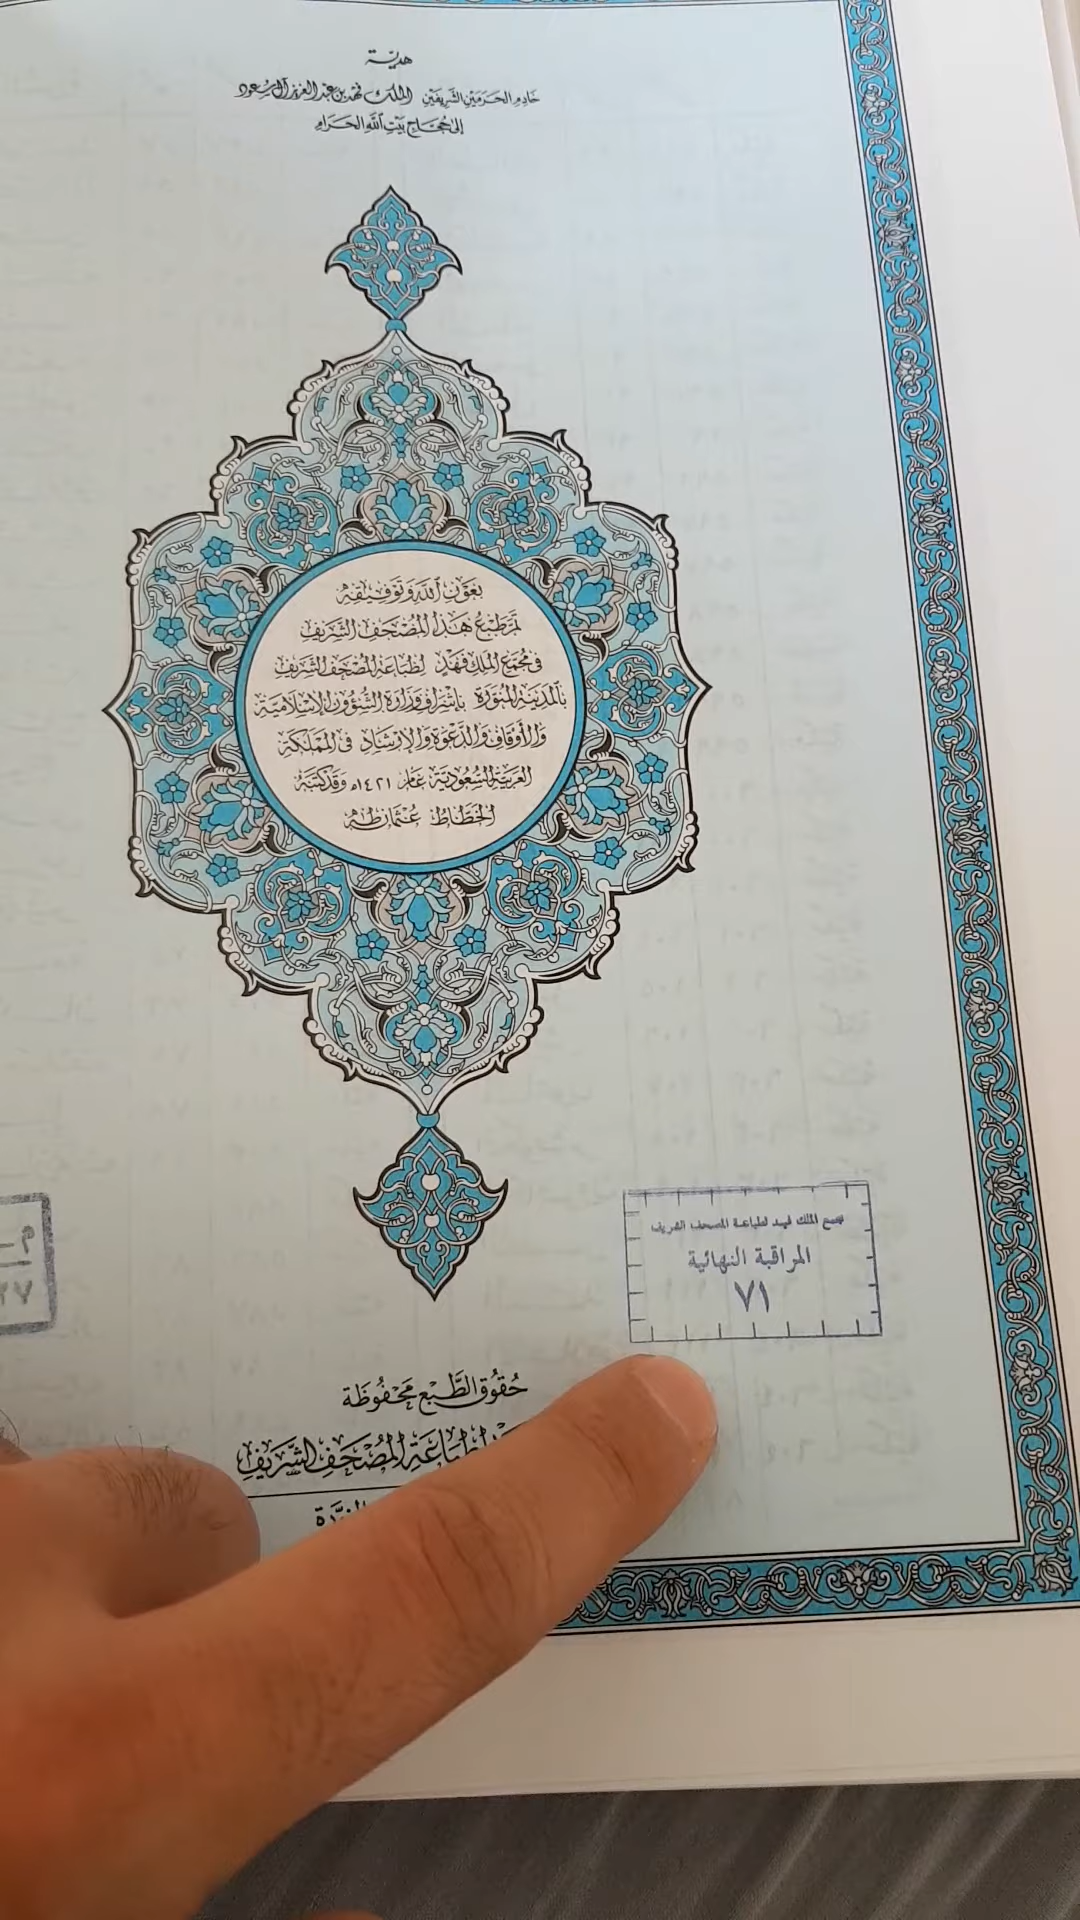 هدية
خادم الحرمين الشريفين الملك فهد بن عبد العزيز آل سعود
إلى حجاج بيت الله الحرام
بعون الله وتوفيقه
تم طبع هذا المصحف الشريف
في مجمع الملك فهد لطباعة المصحف الشريف
بالمدينة المنورة بإشراف وزارة الشؤون الإسلامية
والأوقاف والدعوة والإرشاد في المملكة
العربية السعودية عام ١٤٢١ه وقد كتبه
الخطاط عثمان طه
مجمع الملك فهد لطباعة المصحف الشريف
المراقبة النهائية
٧١
حقوق الطبع محفوظة
لطباعة المصحف الشريف